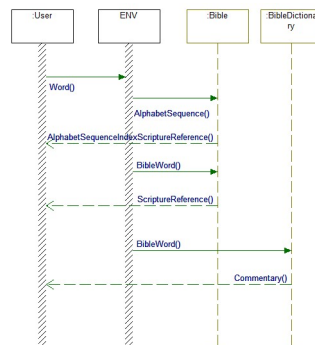 :User
ENV
:Bible
:BibleDictiona
ry
Word()
AlphabetSequence()
AlphabetSequenceIndexScriptureReference()
BibleWord()
ScriptureReference()
BibleWord()
Commentary()